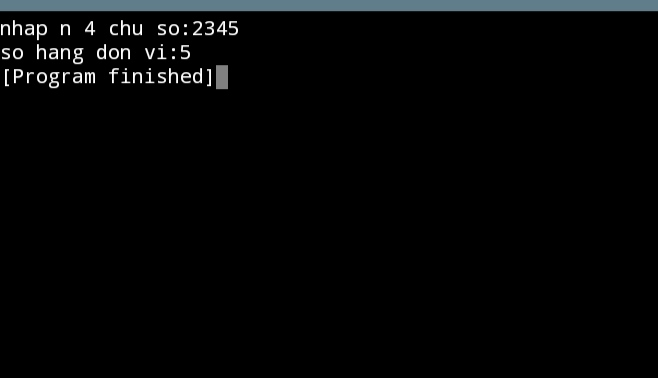 nhap n 4 chu so:2345
so hang don vi:5
[Program finished]